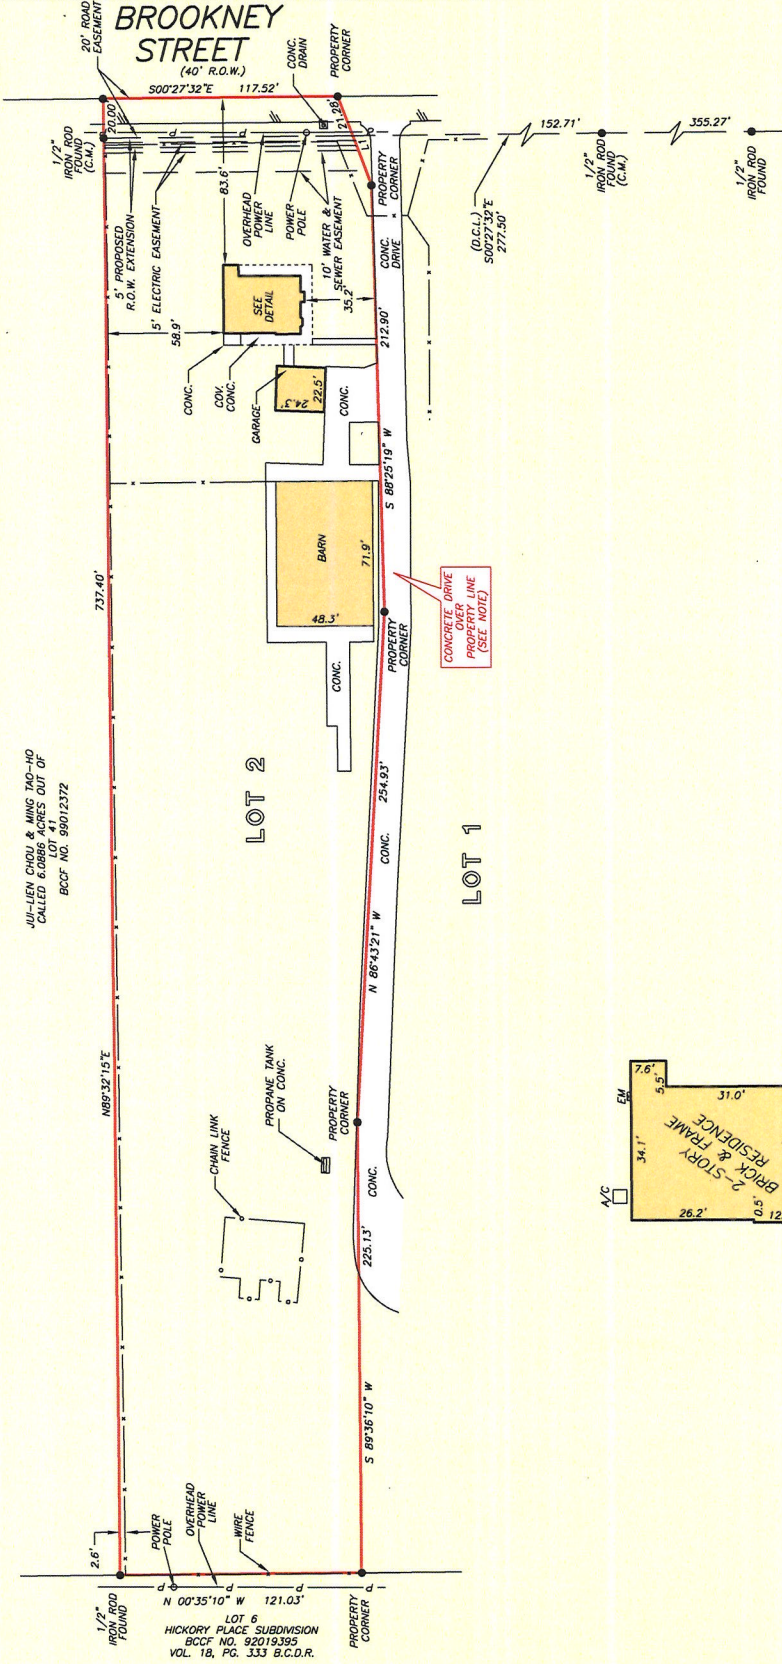 BROOKNEY
STREET
(40' R.O.W.)
S00°27'32"E 117.52'
20' ROAD
EASEMENT
CONC.
DRAIN
PROPERTY
CORNER
1/2"
IRON ROD
FOUND
(C.M.)
20.00'
21.28'
L1
152.71'
1/2"
IRON ROD
FOUND
(C.M.)
355.27'
1/2"
IRON ROD
FOUND
(D.C.L.)
S00°27'32"E
277.50'
5' PROPOSED
R.O.W. EXTENSION
5' ELECTRIC EASEMENT
83.6'
OVERHEAD
POWER
LINE
POWER
POLE
10' WATER &
SEWER EASEMENT
PROPERTY
CORNER
CONC.
DRIVE
58.9'
SEE
DETAIL
35.2'
212.90'
CONC.
COV.
CONC.
GARAGE
24.3'
22.5'
CONC.
S 88°25'19" W
BARN
71.9'
48.3'
CONCRETE DRIVE
OVER
PROPERTY LINE
(SEE NOTE)
PROPERTY
CORNER
CONC.
737.40'
JUI-LIEN CHOU & MING TAO-HO
CALLED 6.0886 ACRES OUT OF
LOT 41
BCCF NO. 99012372
LOT 2
254.93'
CONC.
LOT 1
N 86°43'21" W
N89°32'15"E
PROPANE TANK
ON CONC.
PROPERTY
CORNER
CHAIN LINK
FENCE
CONC.
225.13'
S 89°36'10" W
EM
7.6'
5.5'
31.0'
34.1'
2-STORY
BRICK & FRAME
RESIDENCE
A/C
26.2'
0.5'
12.
2.6'
POWER
POLE
OVERHEAD
POWER
LINE
WIRE
FENCE
1/2"
IRON ROD
FOUND
N 00°35'10" W 121.03'
PROPERTY
CORNER
LOT 6
HICKORY PLACE SUBDIVISION
BCCF NO. 92019395
VOL. 18, PG. 333 B.C.D.R.